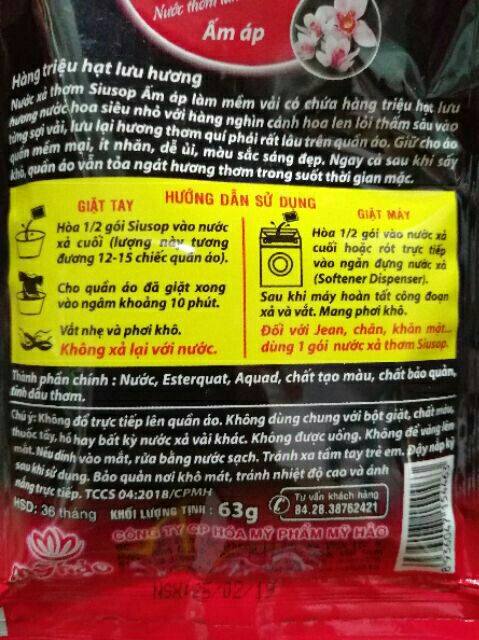 Nước thơm
Ấm áp
Hàng triệu hạt lưu hương
Nước xả thơm Siusop Ấm áp làm mềm vải có chứa hàng triệu hạt lưu
hương nước hoa siêu nhỏ với hàng nghìn cánh hoa len lỏi thấm sâu vào
từng sợi vải, lưu lại hương thơm quí phái rất lâu trên quần áo. Giữ cho áo
quần mềm mại, ít nhăn, dễ ủi, màu sắc sáng đẹp. Ngay cả sau khi sấy
khô, quần áo vẫn tỏa ngát hương thơm trong suốt thời gian mặc.
HƯỚNG DẪN SỬ DỤNG
GIẶT TAY
Hòa 1/2 gói Siusop vào nước
xả cuối (lượng này tương
đương 12-15 chiếc quần áo).
Cho quần áo đã giặt xong
vào ngâm khoảng 10 phút.
Vắt nhẹ và phơi khô.
Không xả lại với nước.
GIẶT MÁY
Hòa 1/2 gói vào nước xả
cuối hoặc rót trực tiếp
vào ngăn đựng nước xả
(Softener Dispenser).
Sau khi máy hoàn tất công đoạn
xả và vắt. Mang phơi khô.
Đối với Jean, chăn, khăn mặt...
dùng 1 gói nước xả thơm Siusop.
Thành phần chính : Nước, Esterquat, Aquad, chất tạo màu, chất bảo quản,
tinh dầu thơm.
Chú ý: Không đổ trực tiếp lên quần áo. Không dùng chung với bột giặt, chất màu,
thuốc tẩy, hồ hay bất kỳ nước xả vải khác. Không được uống. Không để văng lên
mắt. Nếu dính vào mắt, rửa bằng nước sạch. Tránh xa tầm tay trẻ em. Đậy nắp kỹ
sau khi sử dụng. Bảo quản nơi khô mát, tránh nhiệt độ cao và ánh
nắng trực tiếp. TCCS 04:2018/CPMH
HSD: 36 tháng KHỐI LƯỢNG TỊNH : 63g
Tư vấn khách hàng
84.28.38762421
CÔNG TY CP HÓA MỸ PHẨM MỸ HẢO
NSX:25/02/19